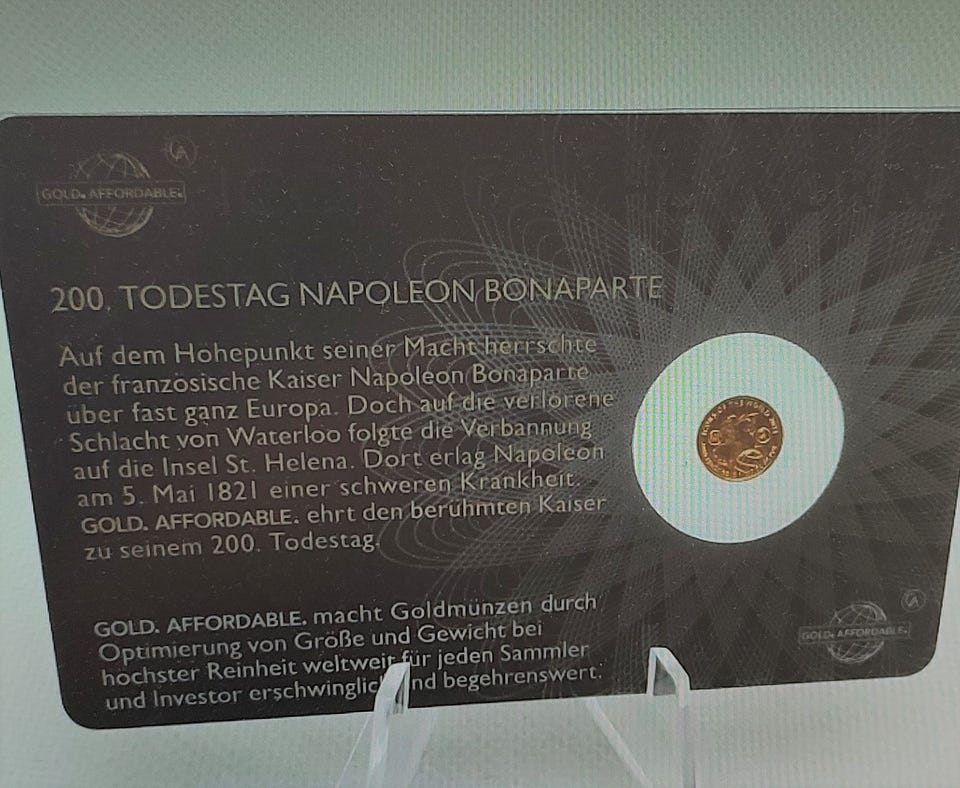 GOLD. AFFORDABLE.
200. TODESTAG NAPOLEON BONAPARTE
Auf dem Höhepunkt seiner Macht herrschte
der französische Kaiser Napoleon Bonaparte
über fast ganz Europa. Doch auf die verlorene
Schlacht von Waterloo folgte die Verbannung
auf die Insel St. Helena. Dort erlag Napoleon
am 5. Mai 1821 einer schweren Krankheit.
GOLD. AFFORDABLE. ehrt den berühmten Kaiser
zu seinem 200. Todestag.
GOLD. AFFORDABLE. macht Goldmünzen durch
Optimierung von Größe und Gewicht bei
höchster Reinheit weltweit für jeden Sammler
und Investor erschwinglich und begehrenswert.
GOLD. AFFORDABLE.